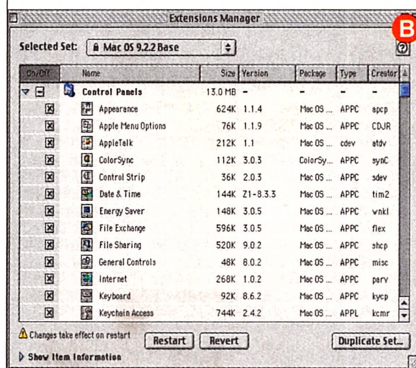 Extensions Manager
B
Selected Set: Mac OS 9.2.2 Base
?
On/Off Name Size Version Package Type Creator
Control Panels 13.0 MB - - - -
Appearance 624K 1.1.4 Mac OS ... APPC apcp
Apple Menu Options 76K 1.1.9 Mac OS ... APPC CDJR
AppleTalk 212K 1.1 Mac OS ... cdev atdv
ColorSync 112K 3.0.3 ColorSy... APPC synC
Control Strip 36K 2.0.3 Mac OS ... APPC sdev
Date & Time 144K Z1-8.3.3 Mac OS ... APPC tim2
Energy Saver 148K 3.0.5 Mac OS ... APPC wnkl
File Exchange 596K 3.0.5 Mac OS ... APPC flex
File Sharing 520K 9.0.2 Mac OS ... APPC shcp
General Controls 48K 8.0.2 Mac OS ... APPC misc
Internet 268K 1.0.2 Mac OS ... APPC parv
Keyboard 92K 8.6.2 Mac OS ... APPC kycp
Keychain Access 744K 2.4.2 Mac OS ... APPL kcmr
Changes take effect on restart Restart Revert Duplicate Set...
Show Item Information